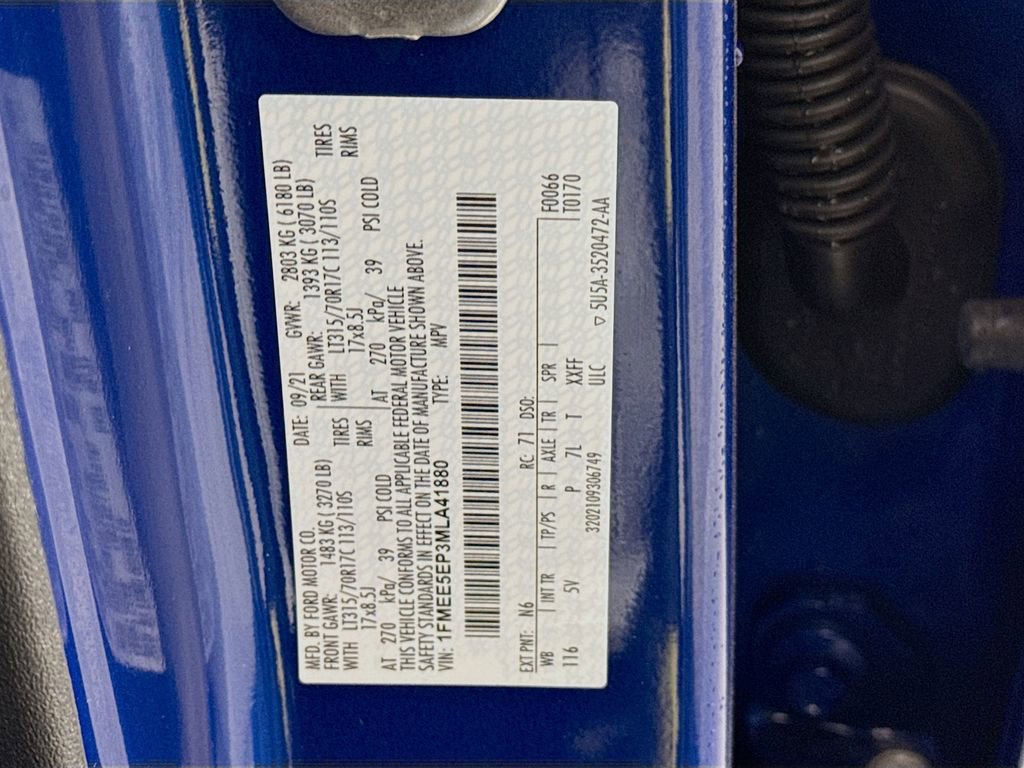 MFD. BY FORD MOTOR CO. DATE: 09/21 GVWR: 2803 KG ( 6180 LB)
FRONT GAWR: 1483 KG ( 3270 LB) REAR GAWR: 1393 KG ( 3070 LB)
WITH LT315/70R17C 113/110S TIRES WITH LT315/70R17C 113/110S TIRES
17x8.5J RIMS 17x8.5J RIMS
AT 270 kPa/ 39 PSI COLD AT 270 kPa/ 39 PSI COLD
THIS VEHICLE CONFORMS TO ALL APPLICABLE FEDERAL MOTOR VEHICLE
SAFETY STANDARDS IN EFFECT ON THE DATE OF MANUFACTURE SHOWN ABOVE.
VIN: 1FMEE5EP3MLA41880 TYPE: MPV
EXT PNT: N6 RC: 71 DSO: F0066
WB INT TR TP/PS R AXLE TR SPR T0170
116 5V P 7L T XXFF
3202109306749 ULC ▽ 5U5A-3520472-AA